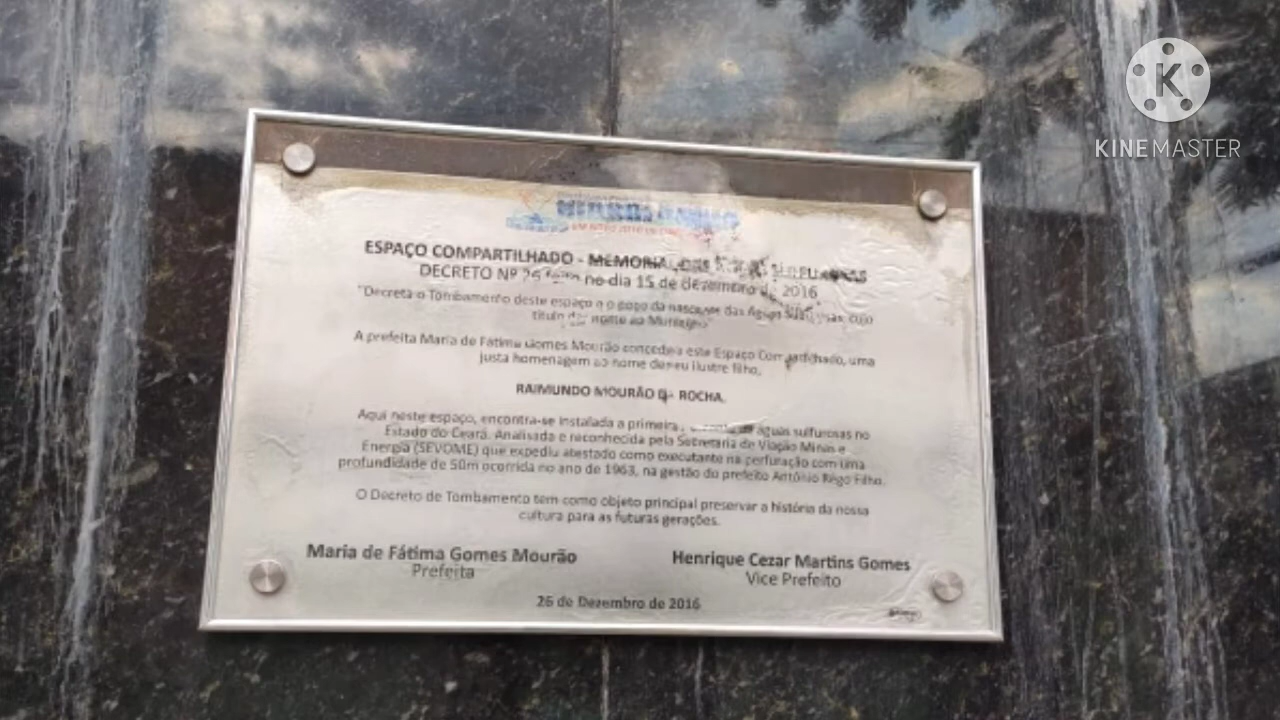 KINEMASTER
ESPAÇO COMPARTILHADO - MEMORIAL
DECRETO Nº 26 feito no dia 15 de dezembro de 2016
"Decreta o Tombamento deste espaço e o poço da nascente das Águas
nome ao Município"
A prefeita Maria de Fátima Gomes Mourão concede a este Espaço Compartilhado, uma
justa homenagem ao nome de seu ilustre filho,
RAIMUNDO MOURÃO DA ROCHA.
Aqui neste espaço, encontra-se instalada a primeira águas sulfurosas no
Estado do Ceará. Analisada e reconhecida pela Secretaria de Viação Minas e
Energia (SEVOME) que expediu atestado como executante na perfuração com uma
profundidade de 50m ocorrida no ano de 1963, na gestão do prefeito Antônio Rêgo Filho.
O Decreto de Tombamento tem como objeto principal preservar a história da nossa
cultura para as futuras gerações.
Maria de Fátima Gomes Mourão
Prefeita
Henrique Cezar Martins Gomes
Vice Prefeito
26 de Dezembro de 2016